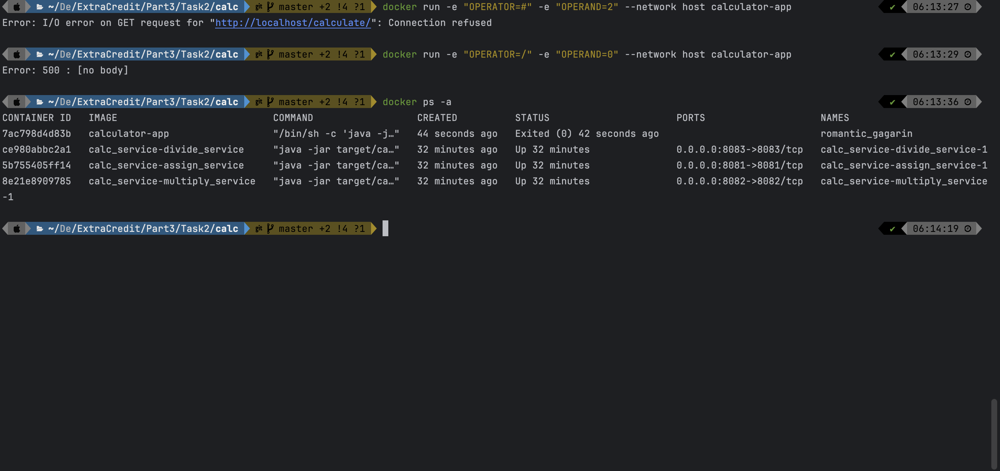 ~/De/ExtraCredit/Part3/Task2/calc git master +2 !4 ?1 docker run -e "OPERATOR=#" -e "OPERAND=2" --network host calculator-app ✔ 06:13:27
Error: I/O error on GET request for "http://localhost/calculate/": Connection refused
~/De/ExtraCredit/Part3/Task2/calc git master +2 !4 ?1 docker run -e "OPERATOR=/" -e "OPERAND=0" --network host calculator-app ✔ 06:13:29
Error: 500 : [no body]
~/De/ExtraCredit/Part3/Task2/calc git master +2 !4 ?1 docker ps -a ✔ 06:13:36
CONTAINER ID IMAGE COMMAND CREATED STATUS PORTS NAMES
7ac798d4d83b calculator-app "/bin/sh -c 'java -j…" 44 seconds ago Exited (0) 42 seconds ago romantic_gagarin
ce980abbc2a1 calc_service-divide_service "java -jar target/ca…" 32 minutes ago Up 32 minutes 0.0.0.0:8083->8083/tcp calc_service-divide_service-1
5b755405ff14 calc_service-assign_service "java -jar target/ca…" 32 minutes ago Up 32 minutes 0.0.0.0:8081->8081/tcp calc_service-assign_service-1
8e21e8909785 calc_service-multiply_service "java -jar target/ca…" 32 minutes ago Up 32 minutes 0.0.0.0:8082->8082/tcp calc_service-multiply_service
-1
~/De/ExtraCredit/Part3/Task2/calc git master +2 !4 ?1 ✔ 06:14:19